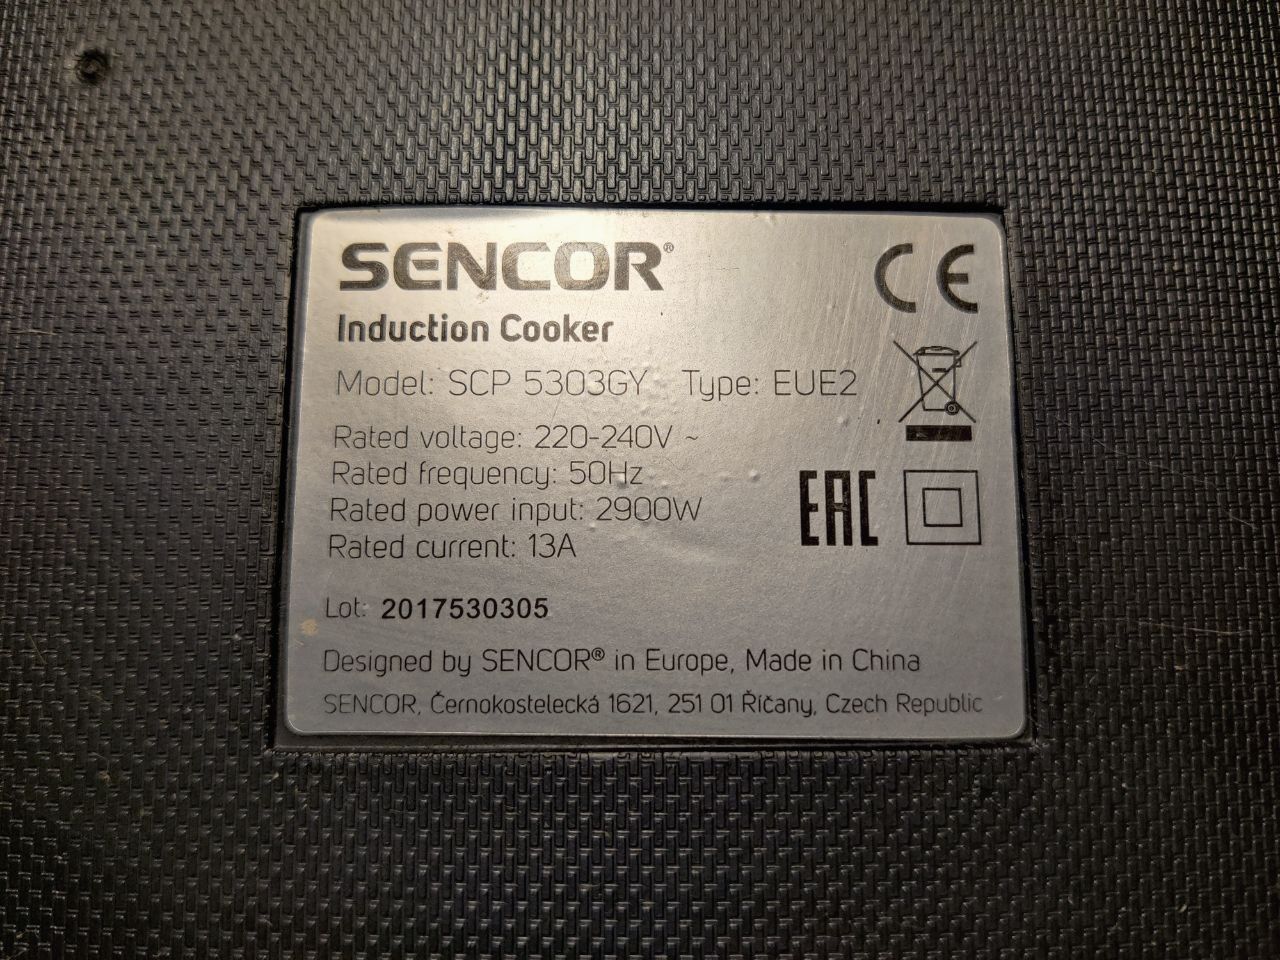 SENCOR®
Induction Cooker
Model: SCP 5303GY Type: EUE2
Rated voltage: 220-240V ~
Rated frequency: 50Hz
Rated power input: 2900W
Rated current: 13A
Lot: 2017530305
Designed by SENCOR® in Europe, Made in China
SENCOR, Černokostelecká 1621, 251 01 Říčany, Czech Republic
CE
EAC